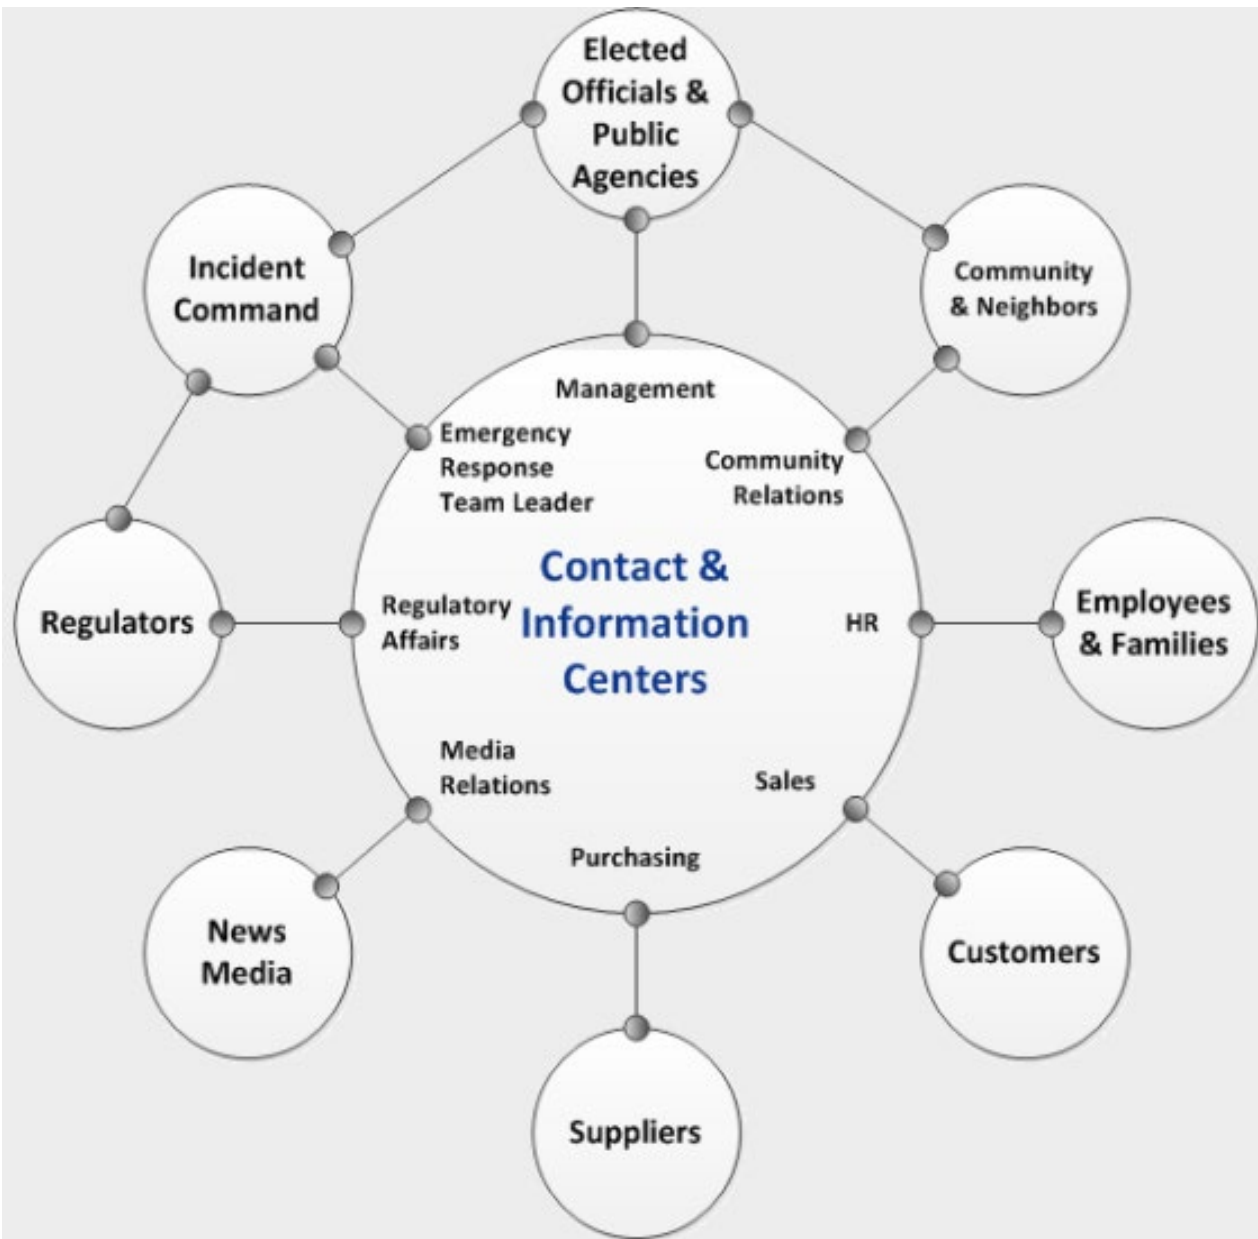 Elected
Officials &
Public
Agencies
Incident
Command
Community
& Neighbors
Management
Emergency
Response
Team Leader
Community
Relations
Contact &
Information
Centers
Regulators
Regulatory
Affairs
HR
Employees
& Families
Media
Relations
Sales
Purchasing
News
Media
Customers
Suppliers